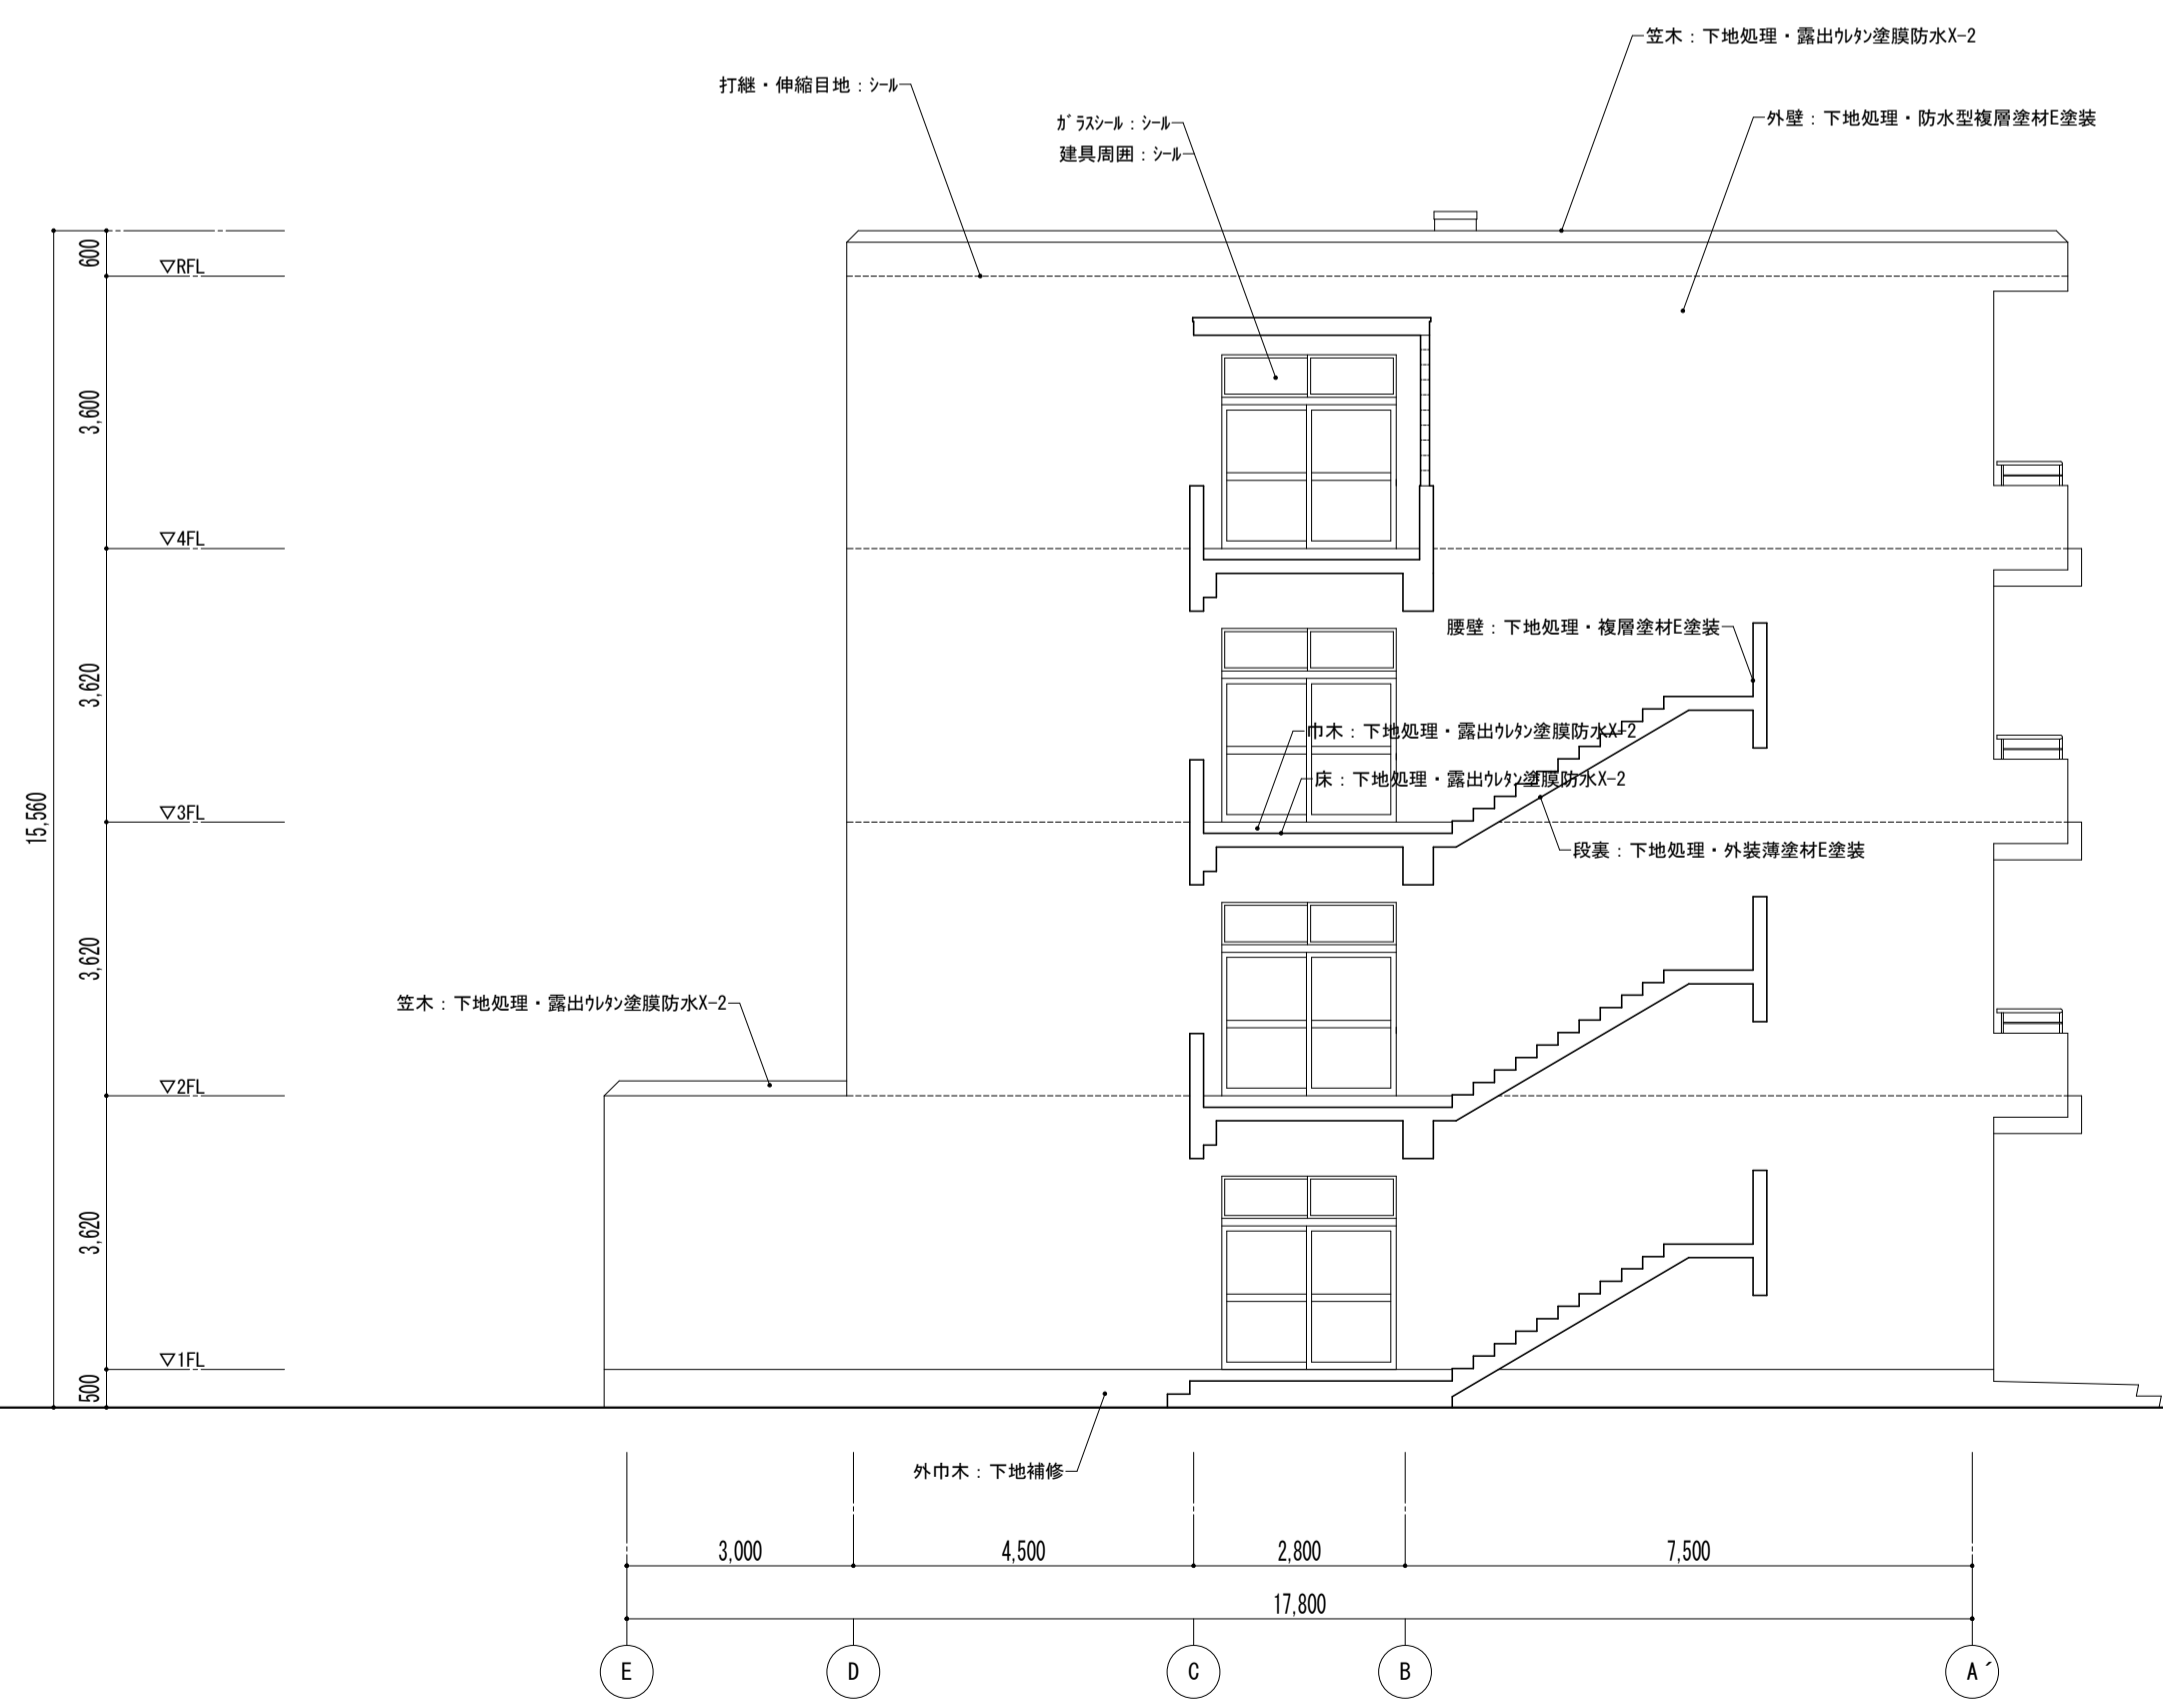 笠木：下地処理・露出ｳﾚﾀﾝ塗膜防水X-2
打継・伸縮目地：ｼｰﾙ
ｶﾞﾗｽｼｰﾙ：ｼｰﾙ
外壁：下地処理・防水型複層塗材E塗装
建具周囲：ｼｰﾙ
600
▽RFL
3,600
▽4FL
腰壁：下地処理・複層塗材E塗装
3,620
巾木：下地処理・露出ｳﾚﾀﾝ塗膜防水X-2
床：下地処理・露出ｳﾚﾀﾝ塗膜防水X-2
15,560
▽3FL
段裏：下地処理・外装薄塗材E塗装
3,620
笠木：下地処理・露出ｳﾚﾀﾝ塗膜防水X-2
▽2FL
3,620
▽1FL
500
外巾木：下地補修
3,000 4,500 2,800 7,500
17,800
E D C B A´